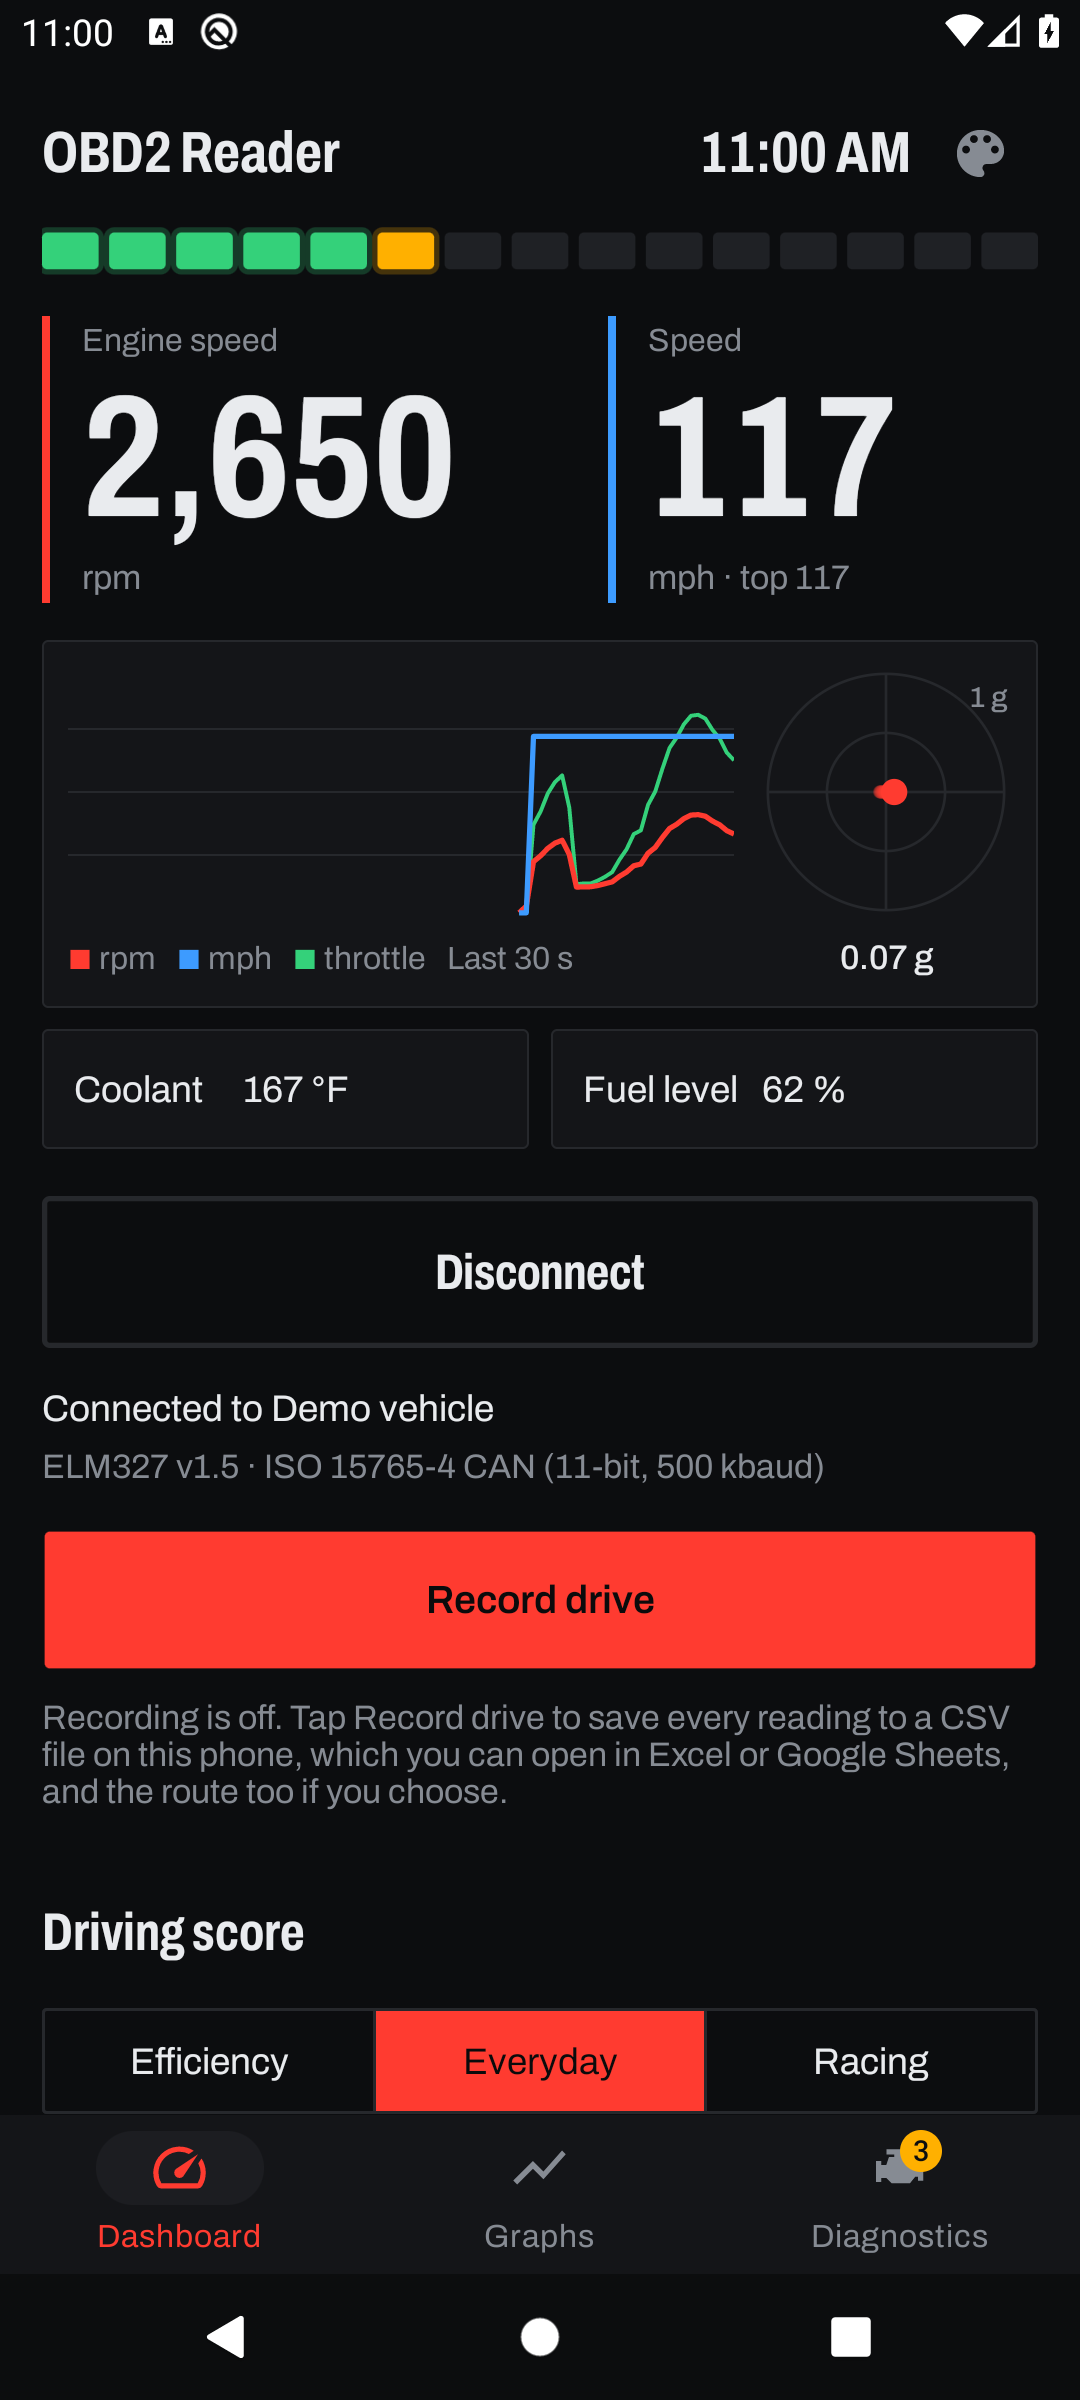 11:00
OBD2 Reader
11:00 AM
Engine speed
2,650
rpm
Speed
117
mph · top 117
1 g
rpm mph throttle Last 30 s
0.07 g
Coolant 167 °F
Fuel level 62 %
Disconnect
Connected to Demo vehicle
ELM327 v1.5 · ISO 15765-4 CAN (11-bit, 500 kbaud)
Record drive
Recording is off. Tap Record drive to save every reading to a CSV
file on this phone, which you can open in Excel or Google Sheets,
and the route too if you choose.
Driving score
Efficiency
Everyday
Racing
3
Dashboard
Graphs
Diagnostics